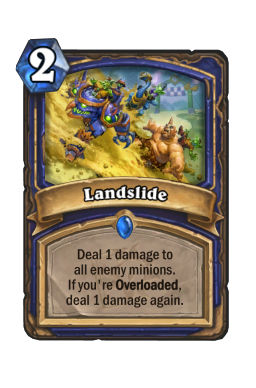 2
Landslide
Deal 1 damage to
all enemy minions.
If you're Overloaded,
deal 1 damage again.